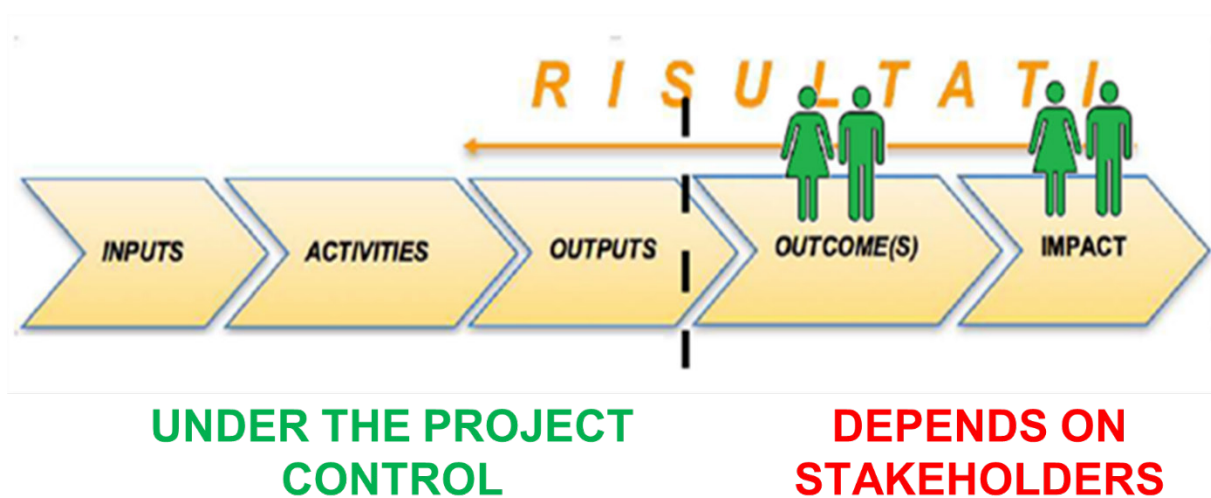 RISULTATI
INPUTS
ACTIVITIES
OUTPUTS
OUTCOME(S)
IMPACT
UNDER THE PROJECT
CONTROL
DEPENDS ON
STAKEHOLDERS